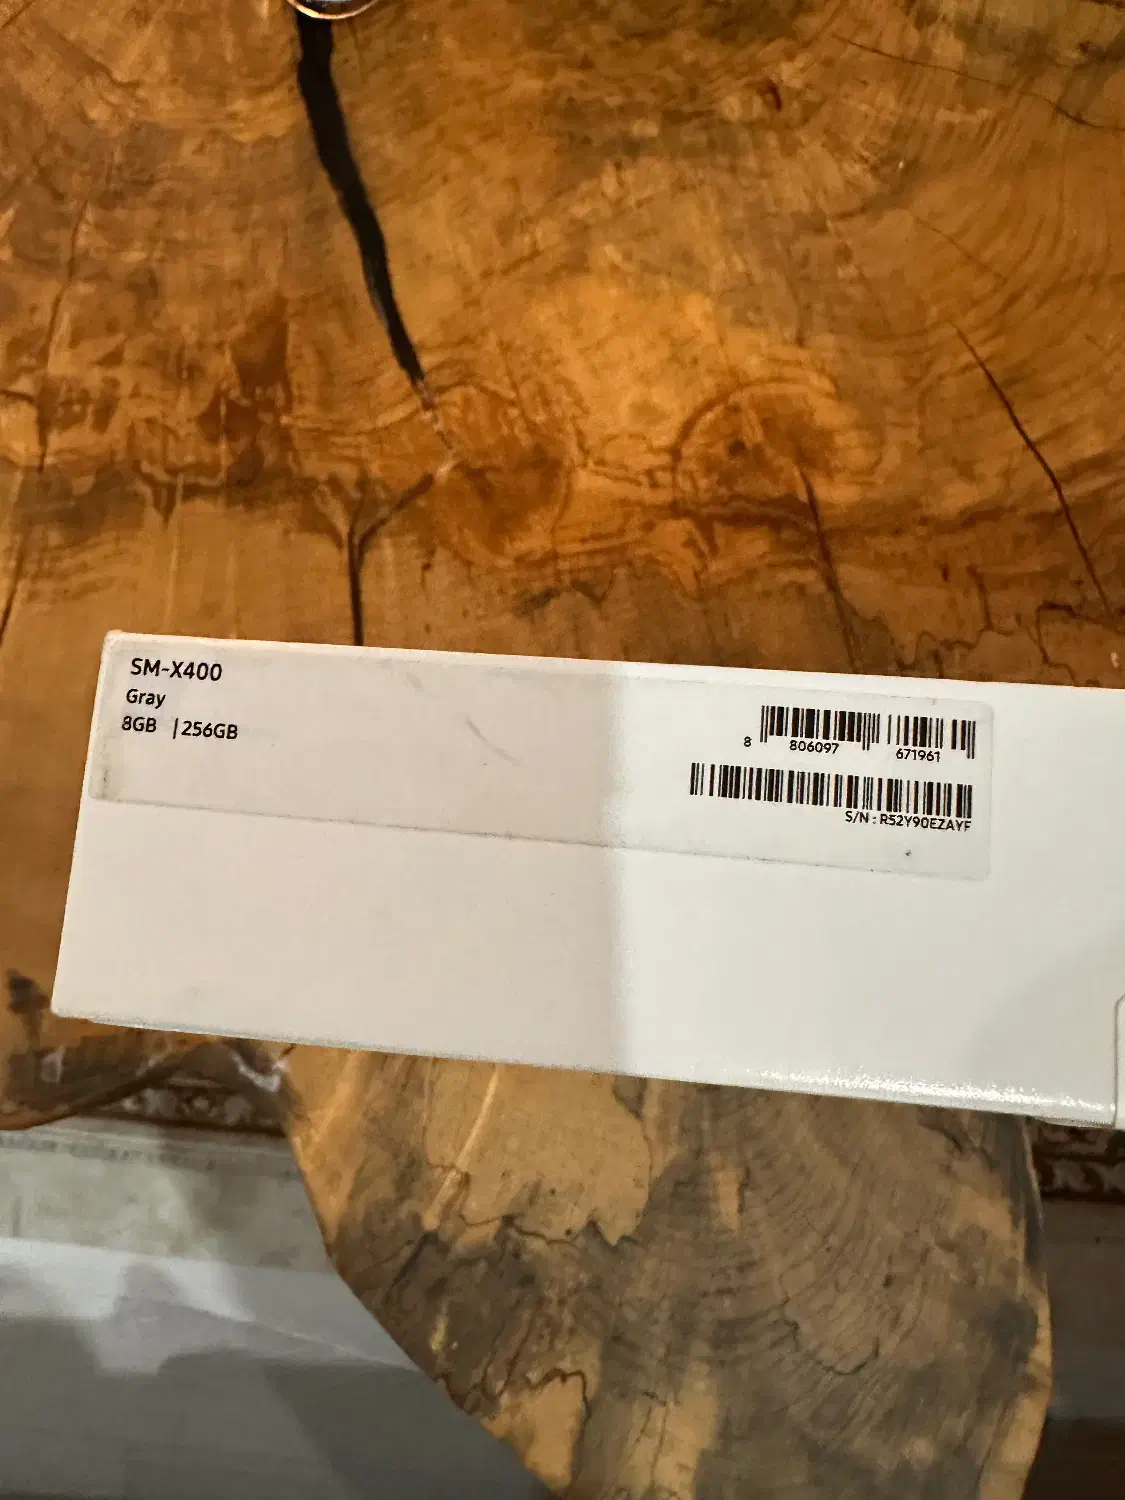 SM-X400
Gray
8GB | 256GB
8 806097 671961
S/N : R52Y90EZAYF